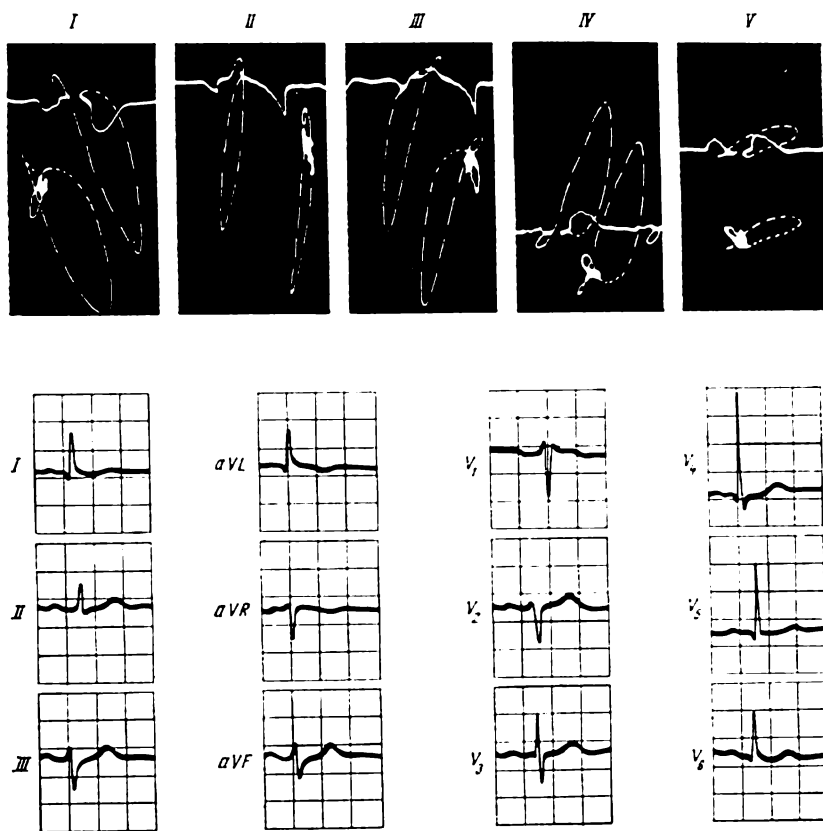 I II III IV V
I aVL V₁ V₄
II aVR V₂ V₅
III aVF V₃ V₆